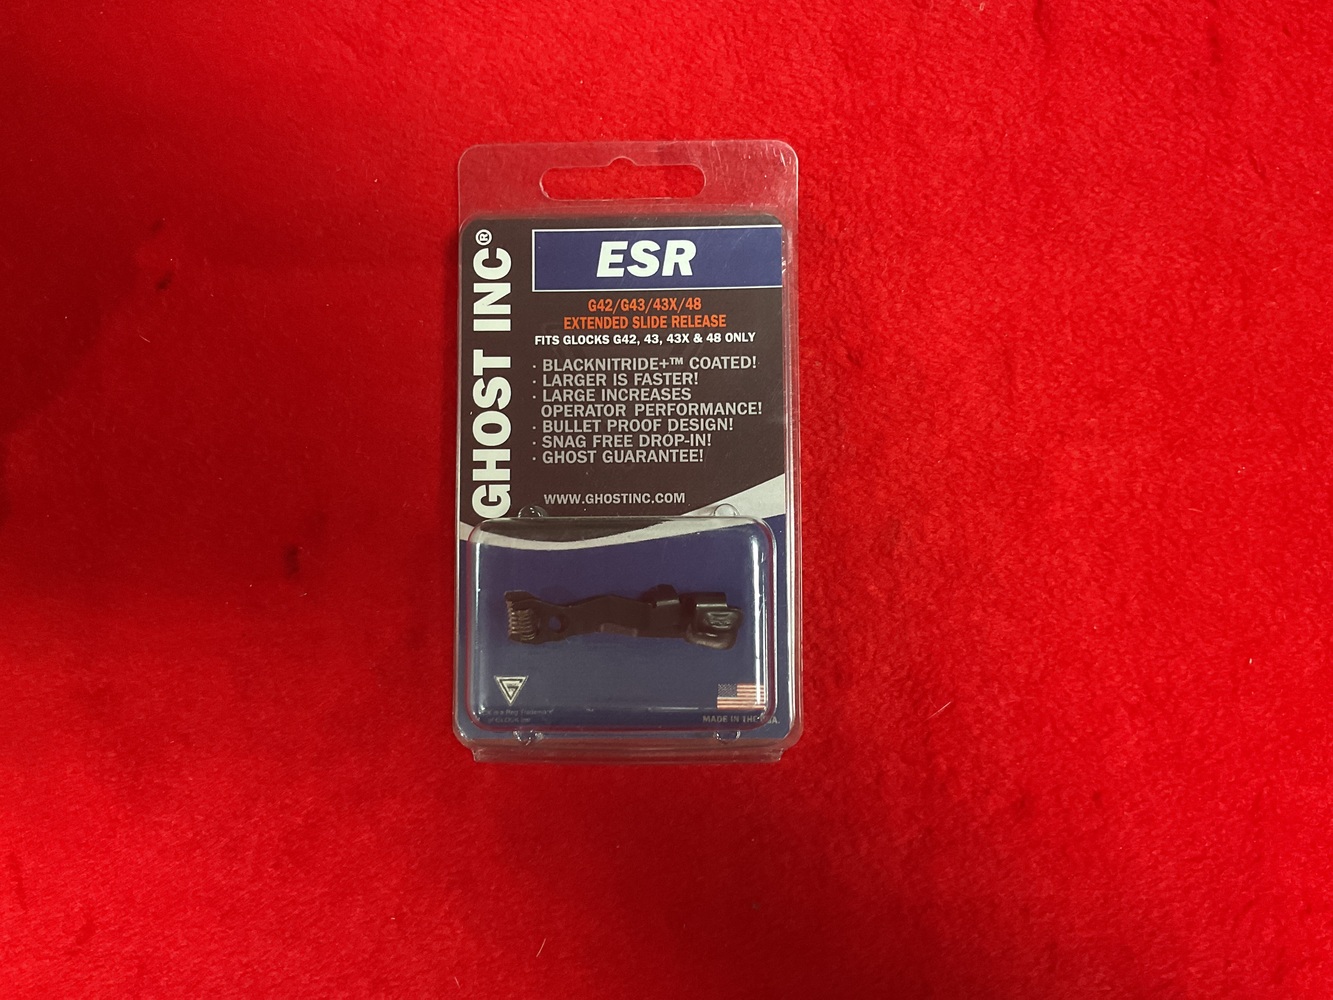 GHOST INC®
ESR
G42/G43/43X/48
EXTENDED SLIDE RELEASE
FITS GLOCKS G42, 43, 43X & 48 ONLY
· BLACKNITRIDE+™ COATED!
· LARGER IS FASTER!
· LARGE INCREASES
OPERATOR PERFORMANCE!
· BULLET PROOF DESIGN!
· SNAG FREE DROP-IN!
· GHOST GUARANTEE!
WWW.GHOSTINC.COM
MADE IN THE